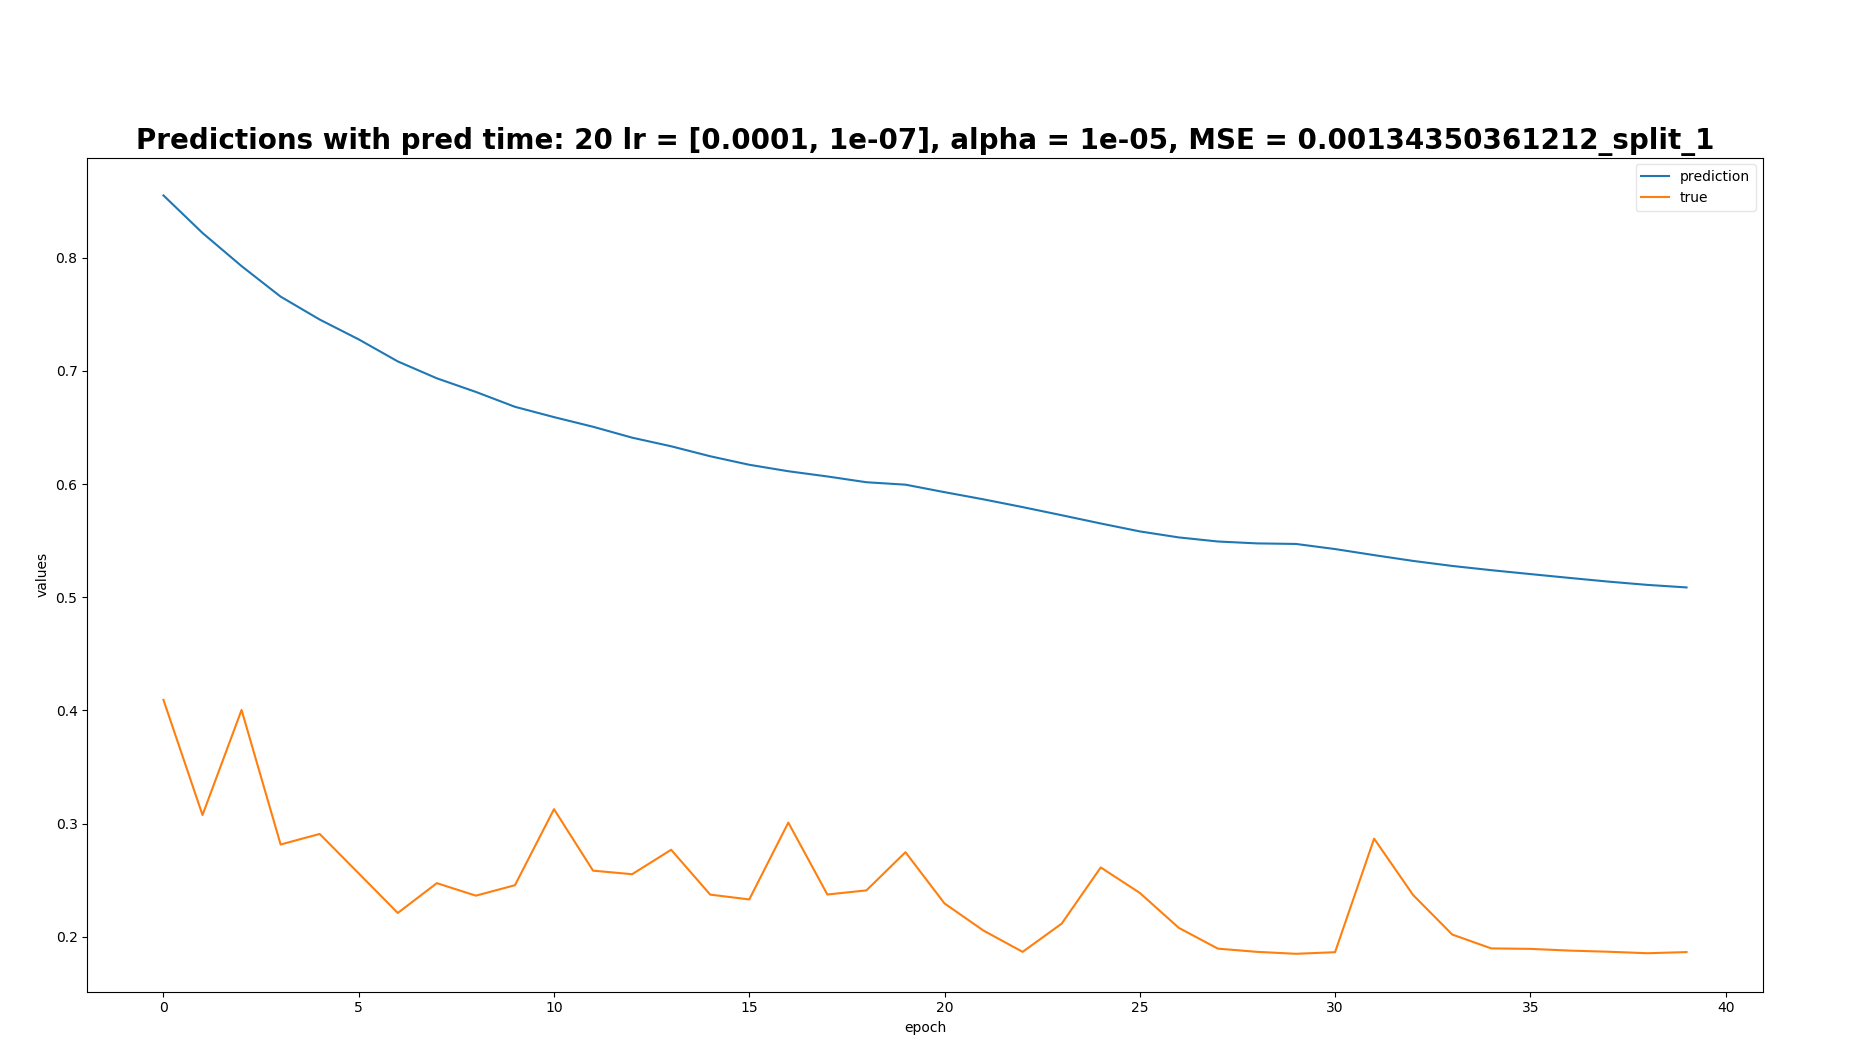 Predictions with pred time: 20 lr = [0.0001, 1e-07], alpha = 1e-05, MSE = 0.00134350361212_split_1
prediction
true
values
0.8
0.7
0.6
0.5
0.4
0.3
0.2
0 5 10 15 20 25 30 35 40
epoch